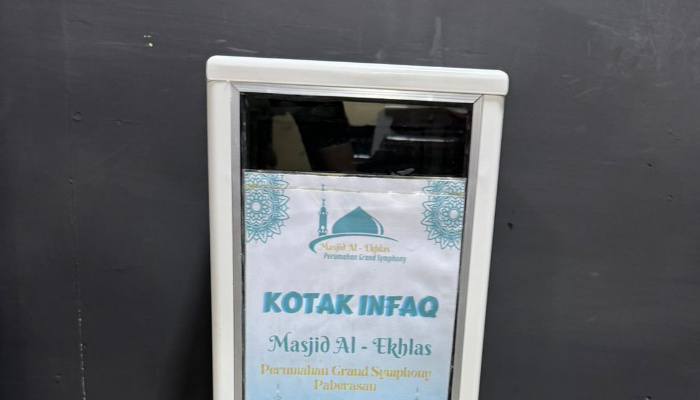 Masjid Al - Ekhlas
Perumahan Grand Symphony
KOTAK INFAQ
Masjid Al - Ekhlas
Perumahan Grand Symphony
Paberasan